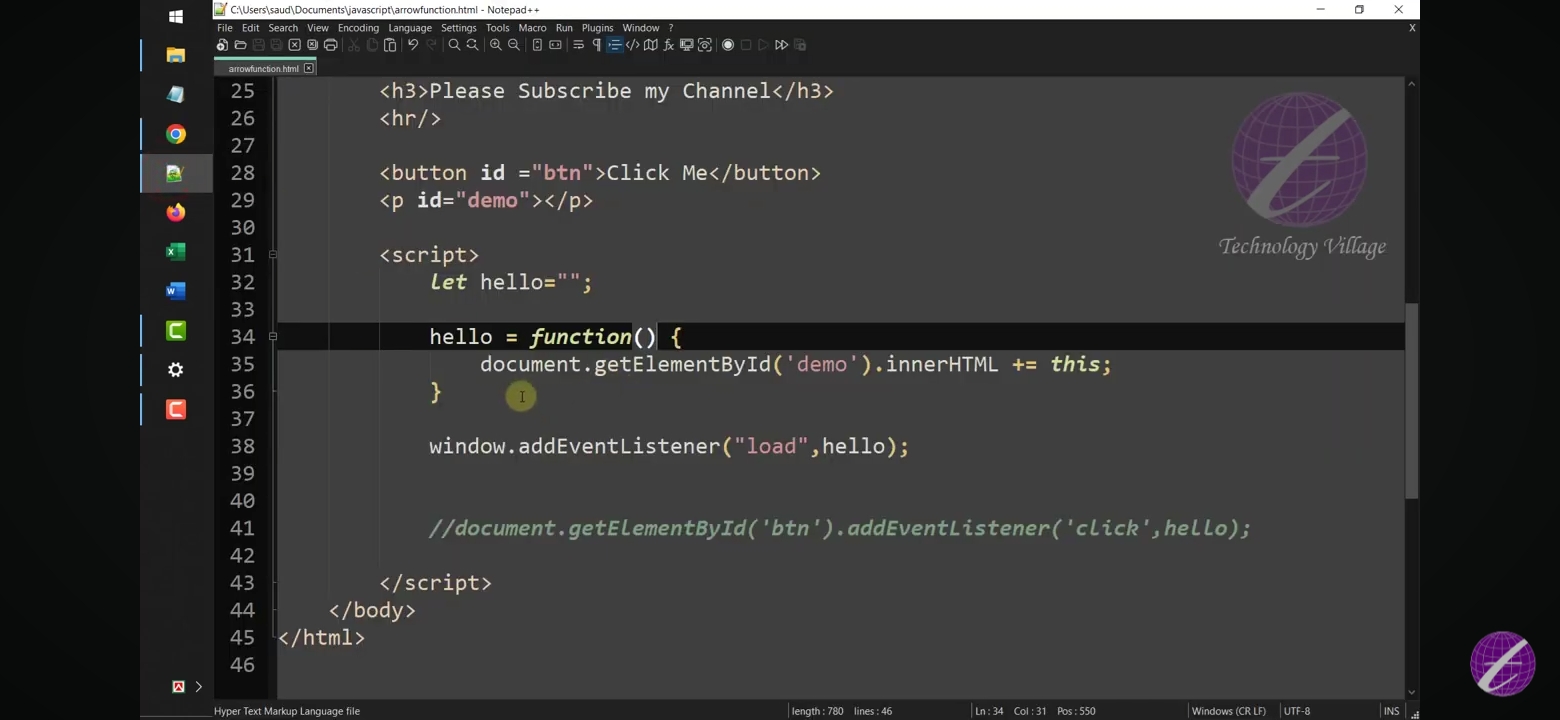 C:\Users\saud\Documents\javascript\arrowfunction.html - Notepad++
File Edit Search View Encoding Language Settings Tools Macro Run Plugins Window ? X
arrowfunction.html
25 <h3>Please Subscribe my Channel</h3>
26 <hr/>
27
28 <button id ="btn">Click Me</button>
29 <p id="demo"></p>
30
31 <script>
32 let hello="";
33
34 hello = function() {
35 document.getElementById('demo').innerHTML += this;
36 }
37
38 window.addEventListener("load",hello);
39
40
41 //document.getElementById('btn').addEventListener('click',hello);
42
43 </script>
44 </body>
45 </html>
46
Technology Village
Hyper Text Markup Language file length : 780 lines : 46 Ln : 34 Col : 31 Pos : 550 Windows (CR LF) UTF-8 INS